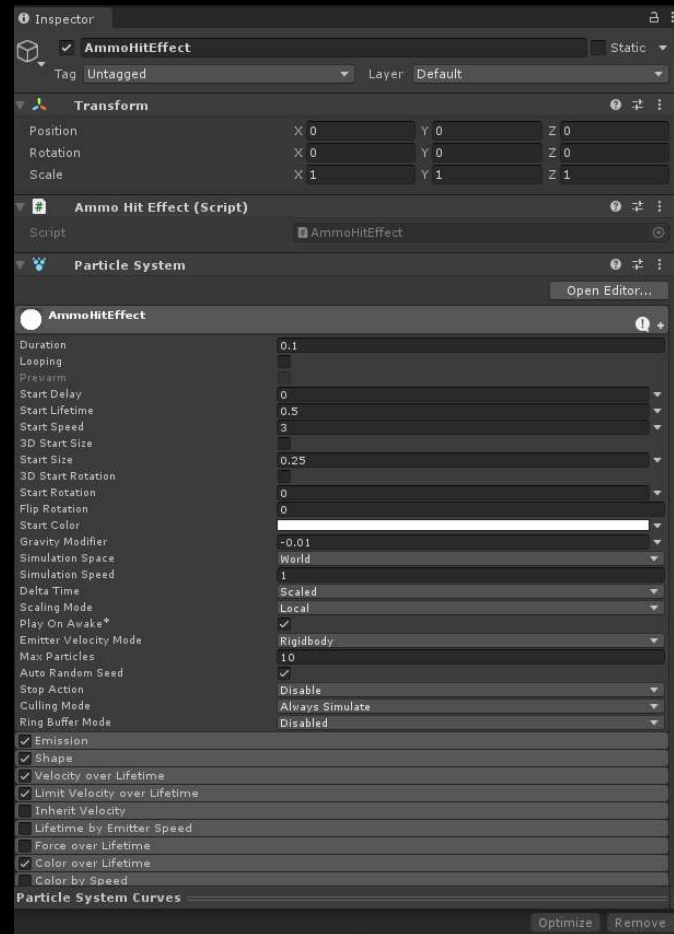 Inspector
AmmoHitEffect Static
Tag Untagged Layer Default
Transform
Position X 0 Y 0 Z 0
Rotation X 0 Y 0 Z 0
Scale X 1 Y 1 Z 1
# Ammo Hit Effect (Script)
Script AmmoHitEffect
Particle System
Open Editor...
AmmoHitEffect
Duration 0.1
Looping
Prewarm
Start Delay 0
Start Lifetime 0.5
Start Speed 3
3D Start Size
Start Size 0.25
3D Start Rotation
Start Rotation 0
Flip Rotation 0
Start Color
Gravity Modifier -0.01
Simulation Space World
Simulation Speed 1
Delta Time Scaled
Scaling Mode Local
Play On Awake*
Emitter Velocity Mode Rigidbody
Max Particles 10
Auto Random Seed
Stop Action Disable
Culling Mode Always Simulate
Ring Buffer Mode Disabled
Emission
Shape
Velocity over Lifetime
Limit Velocity over Lifetime
Inherit Velocity
Lifetime by Emitter Speed
Force over Lifetime
Color over Lifetime
Color by Speed
Particle System Curves
Optimize Remove